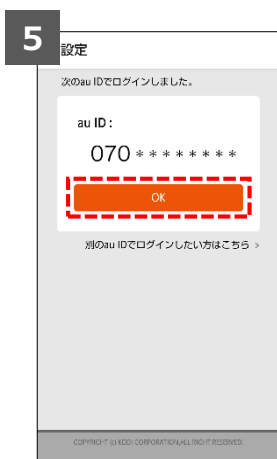 5
設定
次のau IDでログインしました。
au ID :
070********
OK
別のau IDでログインしたい方はこちら >
COPYRIGHT (c) KDDI CORPORATION,ALL RIGHT RESERVED.